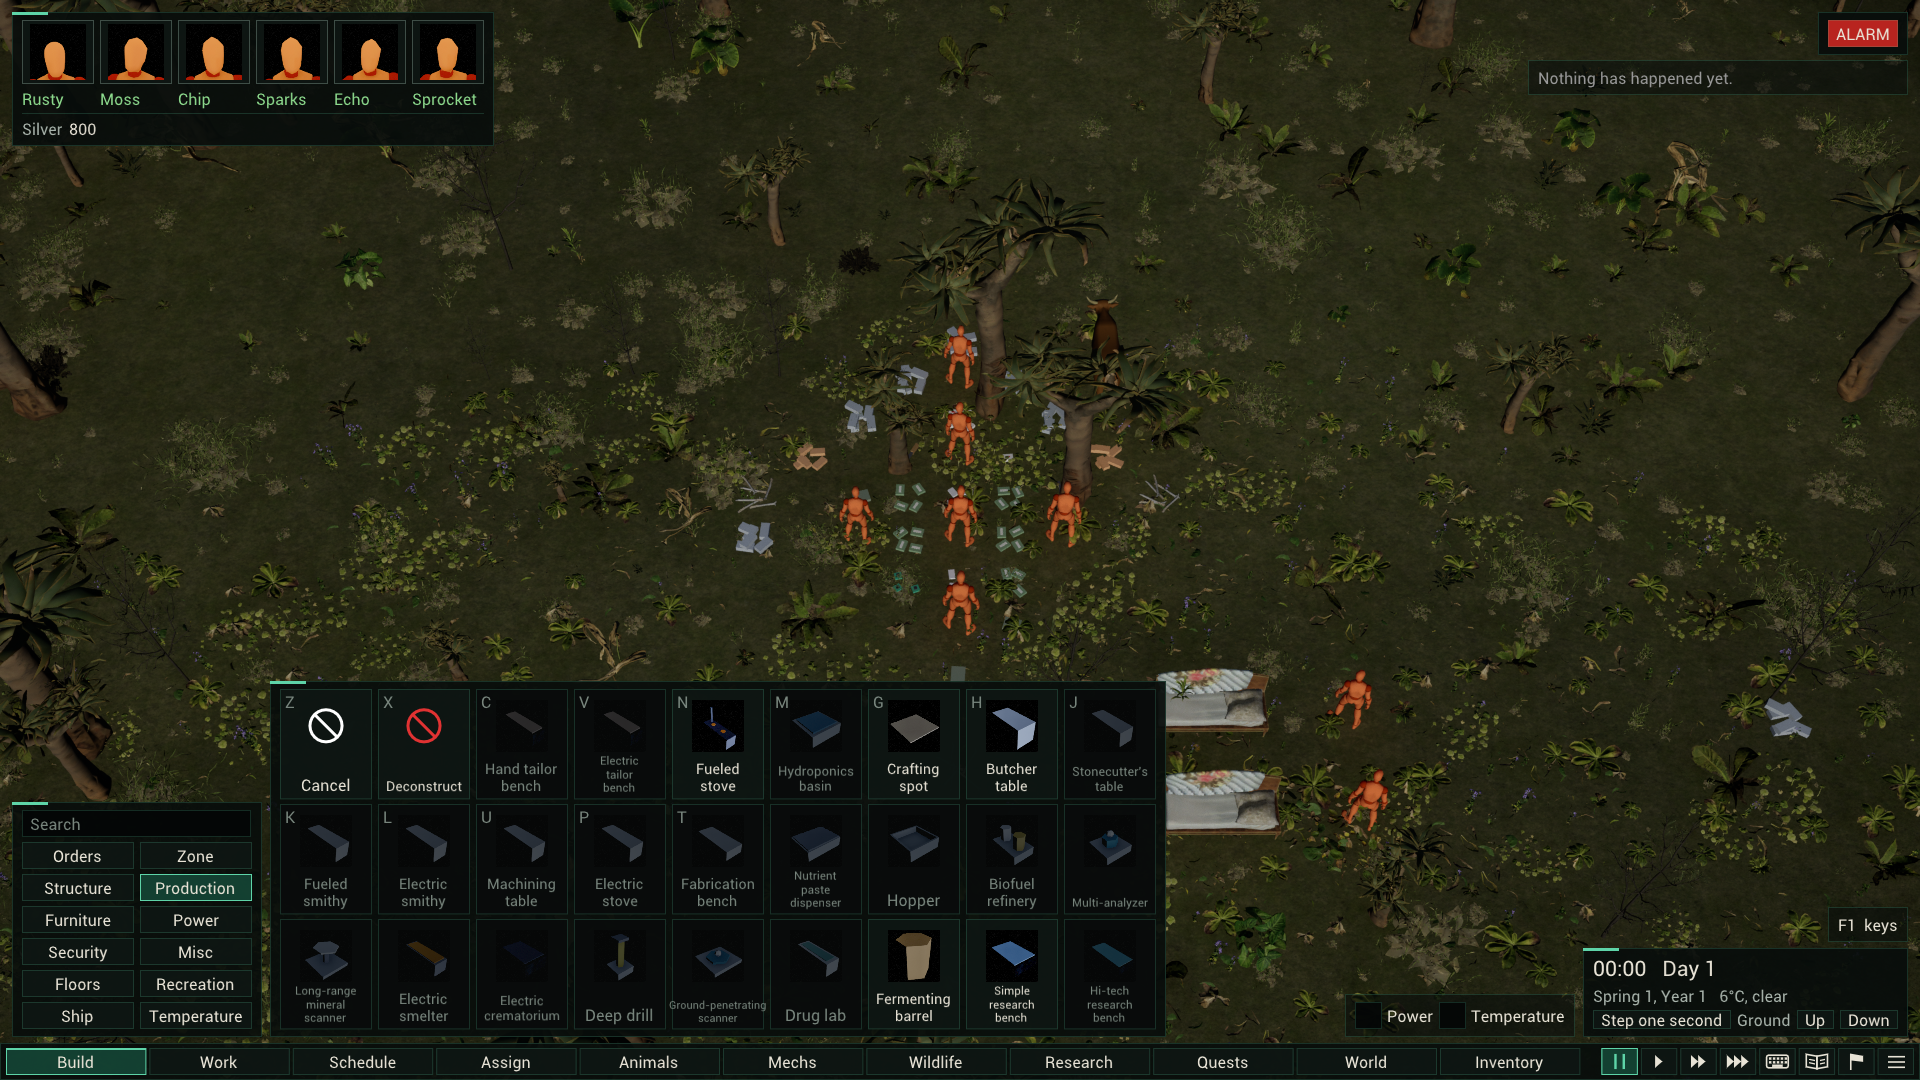 Rusty Moss Chip Sparks Echo Sprocket
Silver 800
ALARM
Nothing has happened yet.
Z
Cancel
X
Deconstruct
C
Hand tailor
bench
V
Electric
tailor
bench
N
Fueled
stove
M
Hydroponics
basin
G
Crafting
spot
H
Butcher
table
J
Stonecutter's
table
K
Fueled
smithy
L
Electric
smithy
U
Machining
table
P
Electric
stove
T
Fabrication
bench
Nutrient
paste
dispenser
Hopper
Biofuel
refinery
Multi-analyzer
Long-range
mineral
scanner
Electric
smelter
Electric
crematorium
Deep drill
Ground-penetrating
scanner
Drug lab
Fermenting
barrel
Simple
research
bench
Hi-tech
research
bench
Search
Orders Zone
Structure Production
Furniture Power
Security Misc
Floors Recreation
Ship Temperature
F1 keys
00:00 Day 1
Spring 1, Year 1 6°C, clear
Step one second Ground Up Down
Power Temperature
Build Work Schedule Assign Animals Mechs Wildlife Research Quests World Inventory